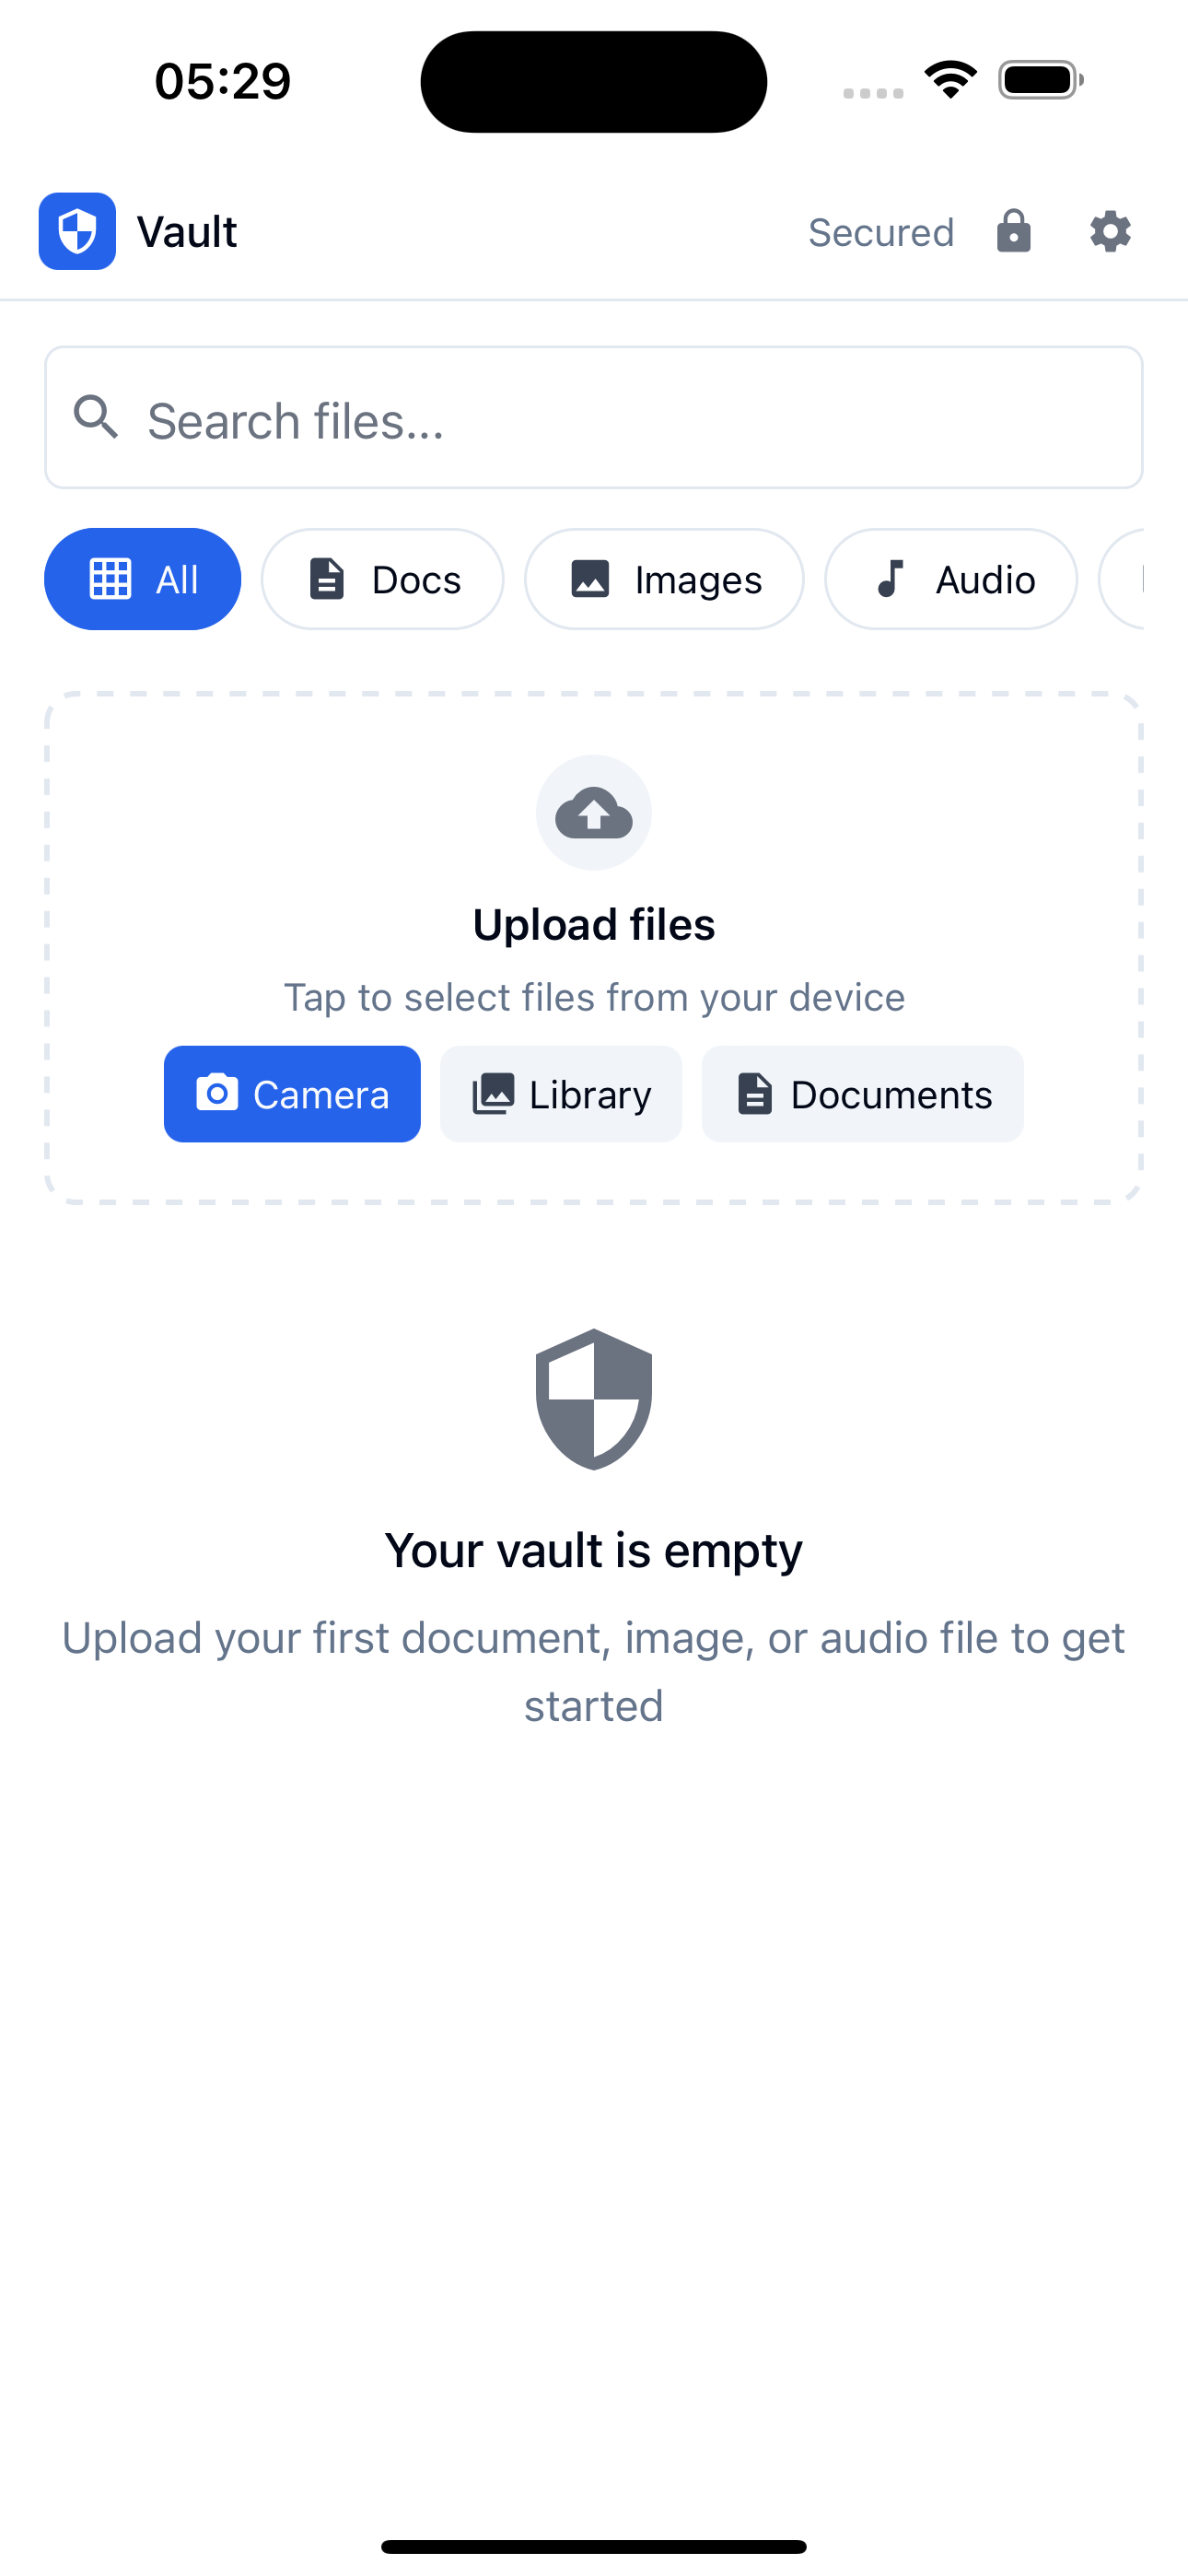 05:29
Vault
Secured
Search files...
All
Docs
Images
Audio
Upload files
Tap to select files from your device
Camera
Library
Documents
Your vault is empty
Upload your first document, image, or audio file to get
started